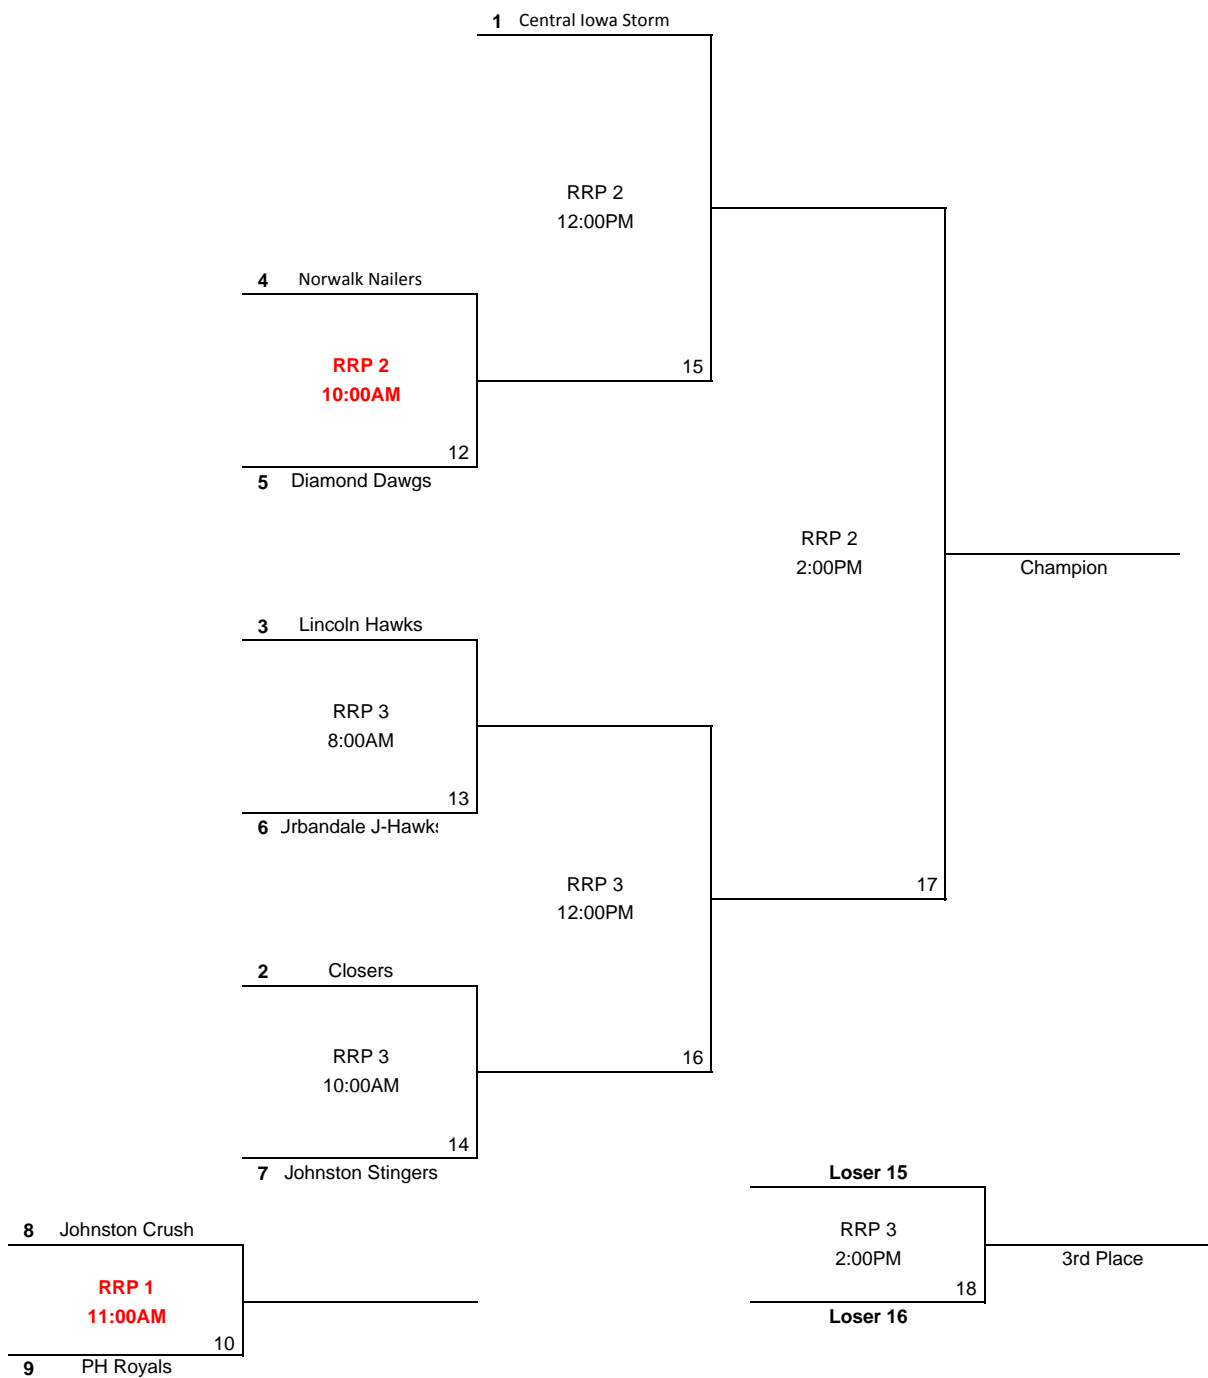 1 Central Iowa Storm
RRP 2
12:00PM
4 Norwalk Nailers
RRP 2
10:00AM
15
12
5 Diamond Dawgs
RRP 2
2:00PM
Champion
3 Lincoln Hawks
RRP 3
8:00AM
13
6 Urbandale J-Hawks
RRP 3
12:00PM
17
2 Closers
RRP 3
10:00AM
16
14
7 Johnston Stingers
Loser 15
8 Johnston Crush
RRP 3
2:00PM
3rd Place
18
RRP 1
11:00AM
Loser 16
10
9 PH Royals